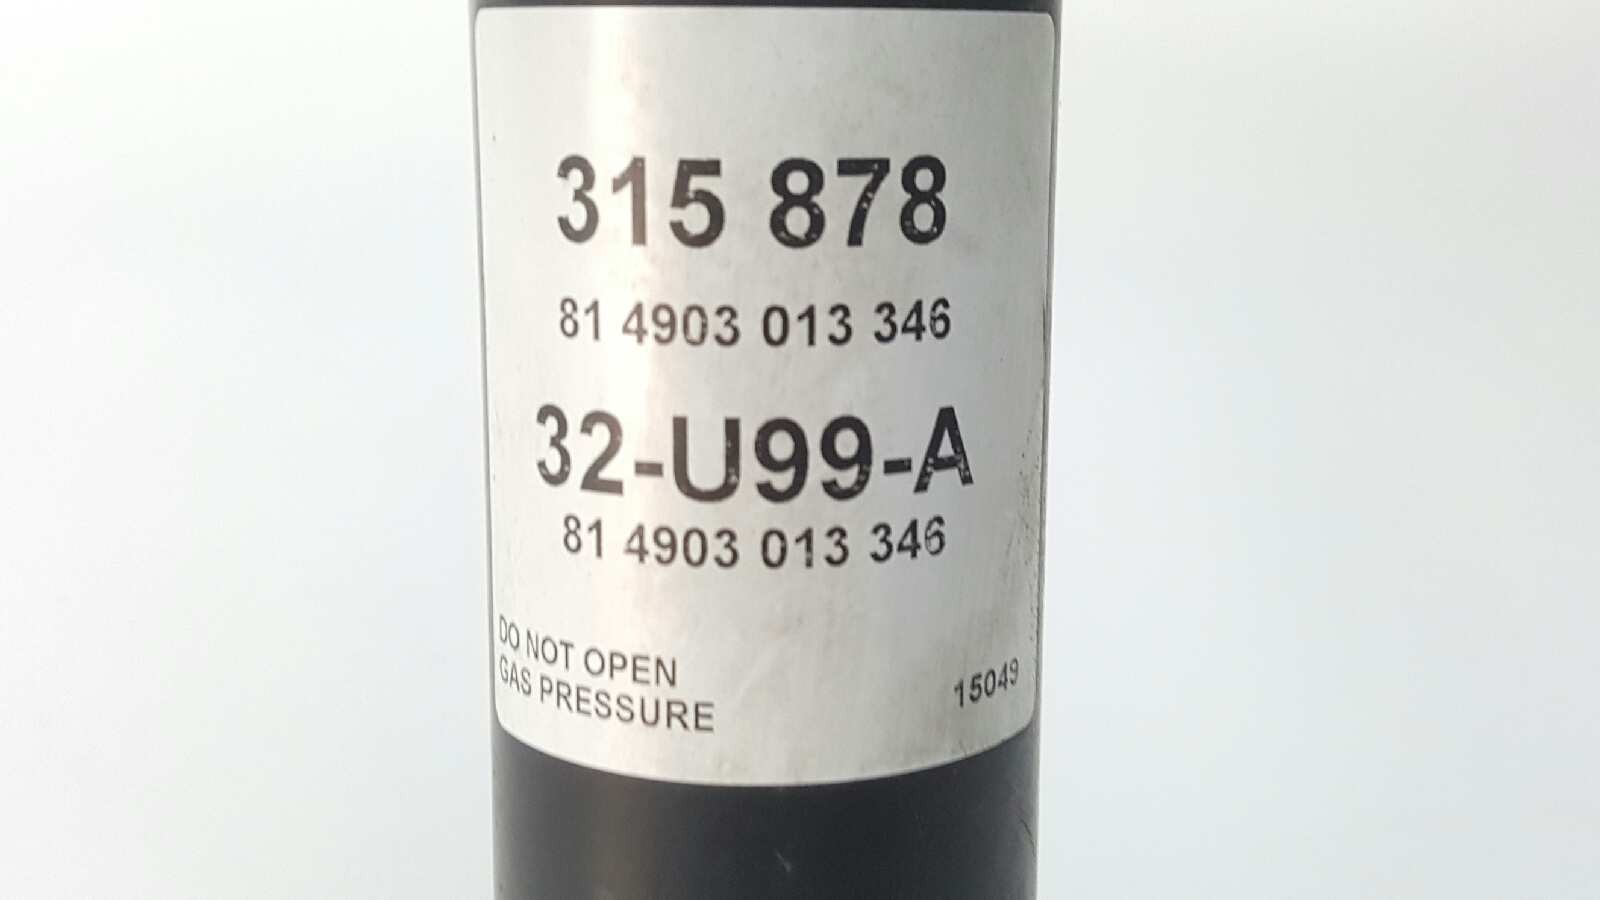 315 878
81 4903 013 346
32-U99-A
81 4903 013 346
DO NOT OPEN
GAS PRESSURE
15049